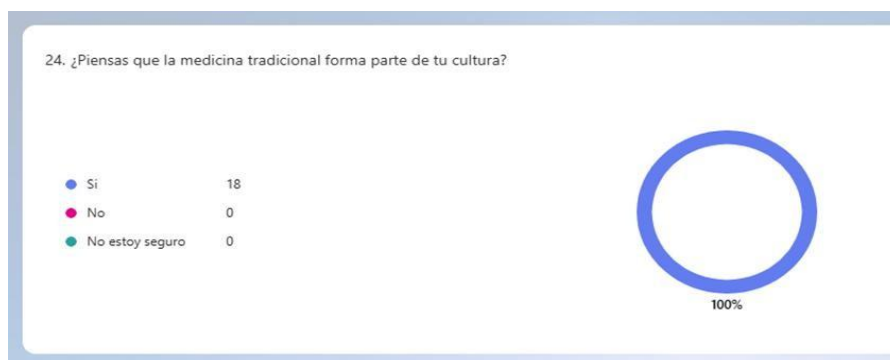 24. ¿Piensas que la medicina tradicional forma parte de tu cultura?
Si 18
No 0
No estoy seguro 0
100%